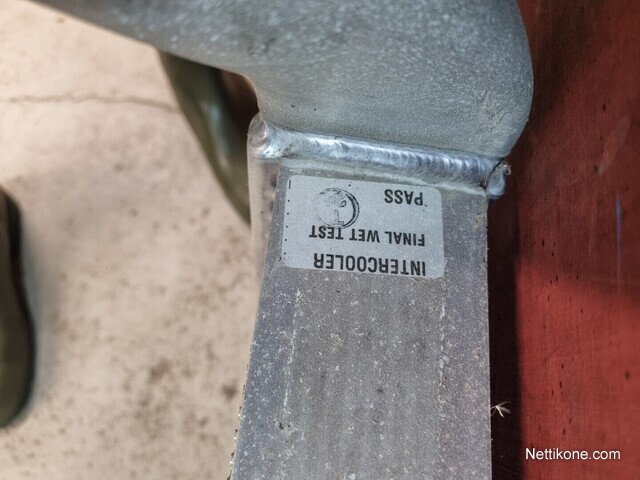 INTERCOOLER
FINAL WET TEST
PASS
Nettikone.com